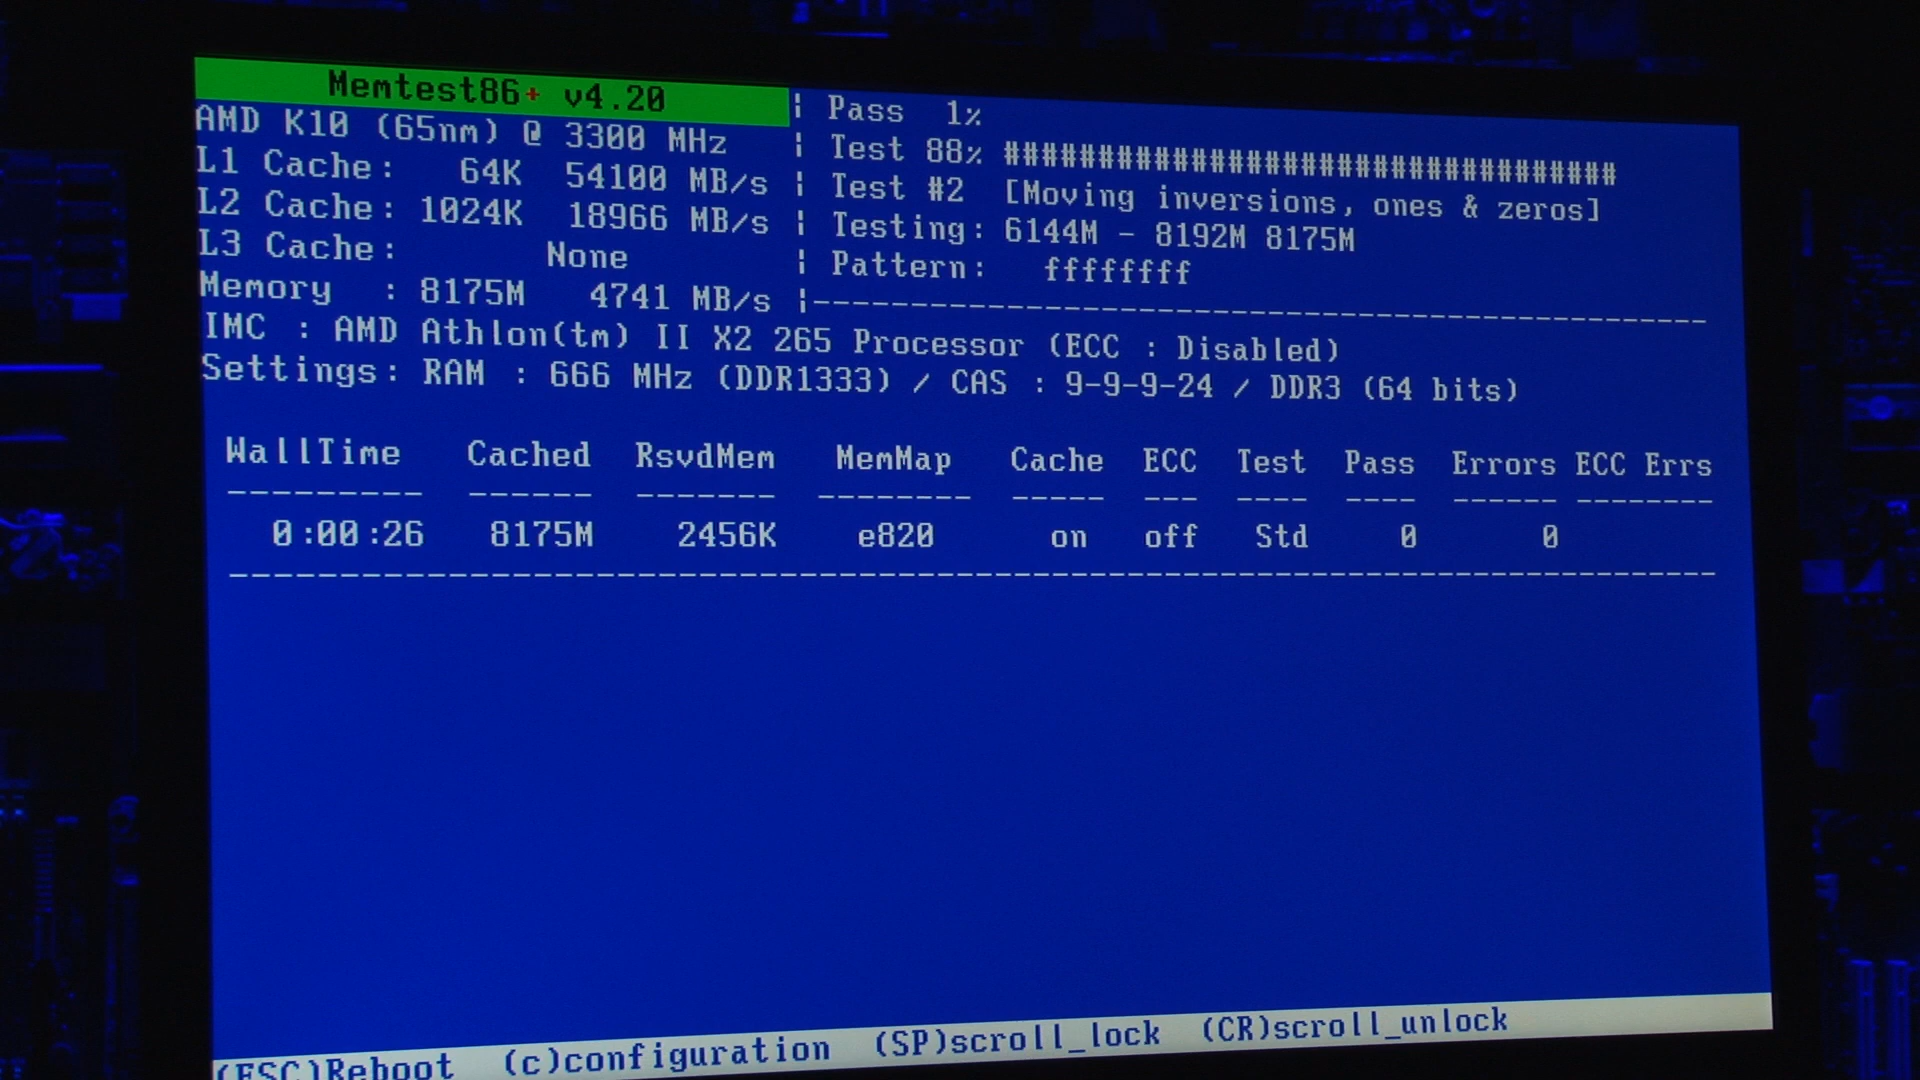 Memtest86+ v4.20
AMD K10 (65nm) @ 3300 MHz
L1 Cache: 64K 54100 MB/s
L2 Cache: 1024K 18966 MB/s
L3 Cache: None
Memory : 8175M 4741 MB/s
Pass 1%
Test 88% #################################
Test #2 [Moving inversions, ones & zeros]
Testing: 6144M - 8192M 8175M
Pattern: ffffffff
IMC : AMD Athlon(tm) II X2 265 Processor (ECC : Disabled)
Settings: RAM : 666 MHz (DDR1333) / CAS : 9-9-9-24 / DDR3 (64 bits)
WallTime Cached RsvdMem MemMap Cache ECC Test Pass Errors ECC Errs
0:00:26 8175M 2456K e820 on off Std 0 0
(ESC)Reboot (c)configuration (SP)scroll_lock (CR)scroll_unlock